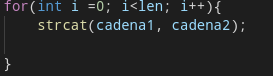 for(int i =0; i<len; i++){
    strcat(cadena1, cadena2);
}